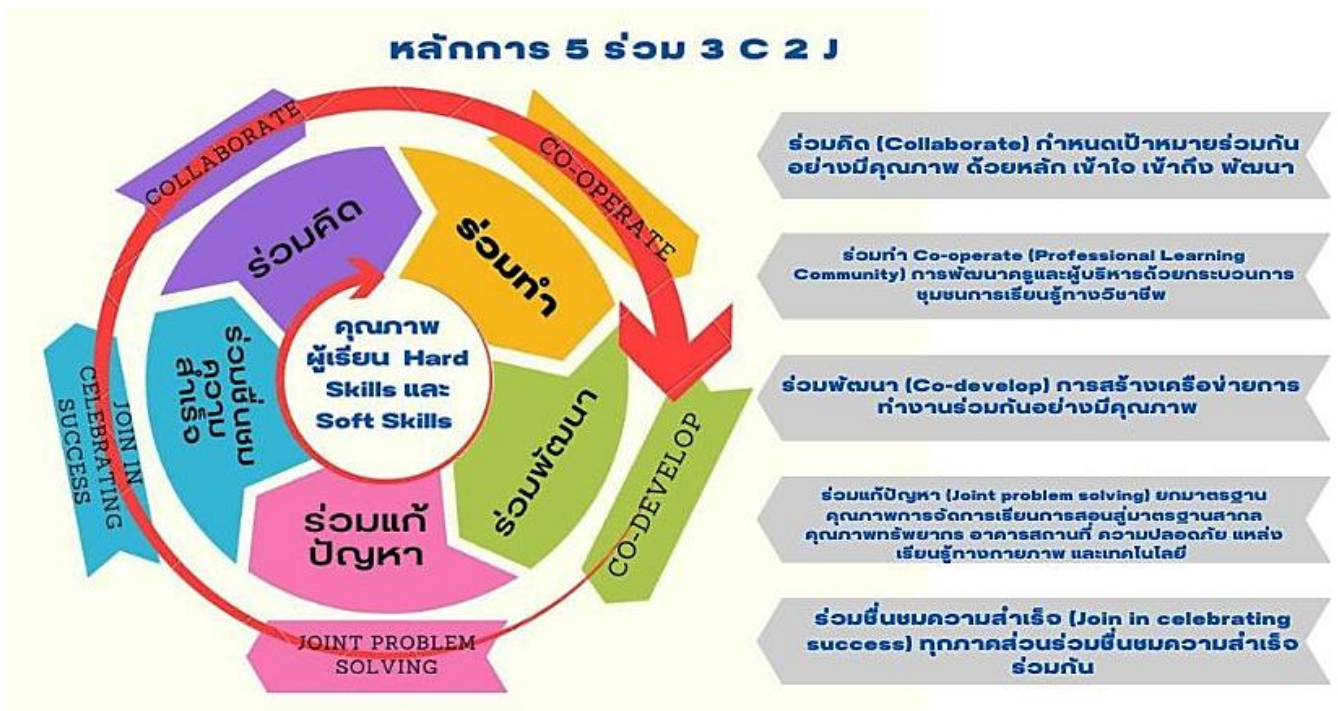 หลักการ 5 ร่วม 3 C 2 J
COLLABORATE
CO-OPERATE
ร่วมคิด
ร่วมทำ
ร่วมชื่นชม
ความ
สำเร็จ
คุณภาพ
ผู้เรียน Hard
Skills และ
Soft Skills
ร่วมพัฒนา
ร่วมแก้
ปัญหา
JOIN IN
CELEBRATING
SUCCESS
CO-DEVELOP
JOINT PROBLEM
SOLVING
ร่วมคิด (Collaborate) กำหนดเป้าหมายร่วมกัน
อย่างมีคุณภาพ ด้วยหลัก เข้าใจ เข้าถึง พัฒนา
ร่วมทำ Co-operate (Professional Learning
Community) การพัฒนาครูและผู้บริหารด้วยกระบวนการ
ชุมชนการเรียนรู้ทางวิชาชีพ
ร่วมพัฒนา (Co-develop) การสร้างเครือข่ายการ
ทำงานร่วมกันอย่างมีคุณภาพ
ร่วมแก้ปัญหา (Joint problem solving) ยกมาตรฐาน
คุณภาพการจัดการเรียนการสอนสู่มาตรฐานสากล
คุณภาพทรัพยากร อาคารสถานที่ ความปลอดภัย แหล่ง
เรียนรู้ทางกายภาพ และเทคโนโลยี
ร่วมชื่นชมความสำเร็จ (Join in celebrating
success) ทุกภาคส่วนร่วมชื่นชมความสำเร็จ
ร่วมกัน